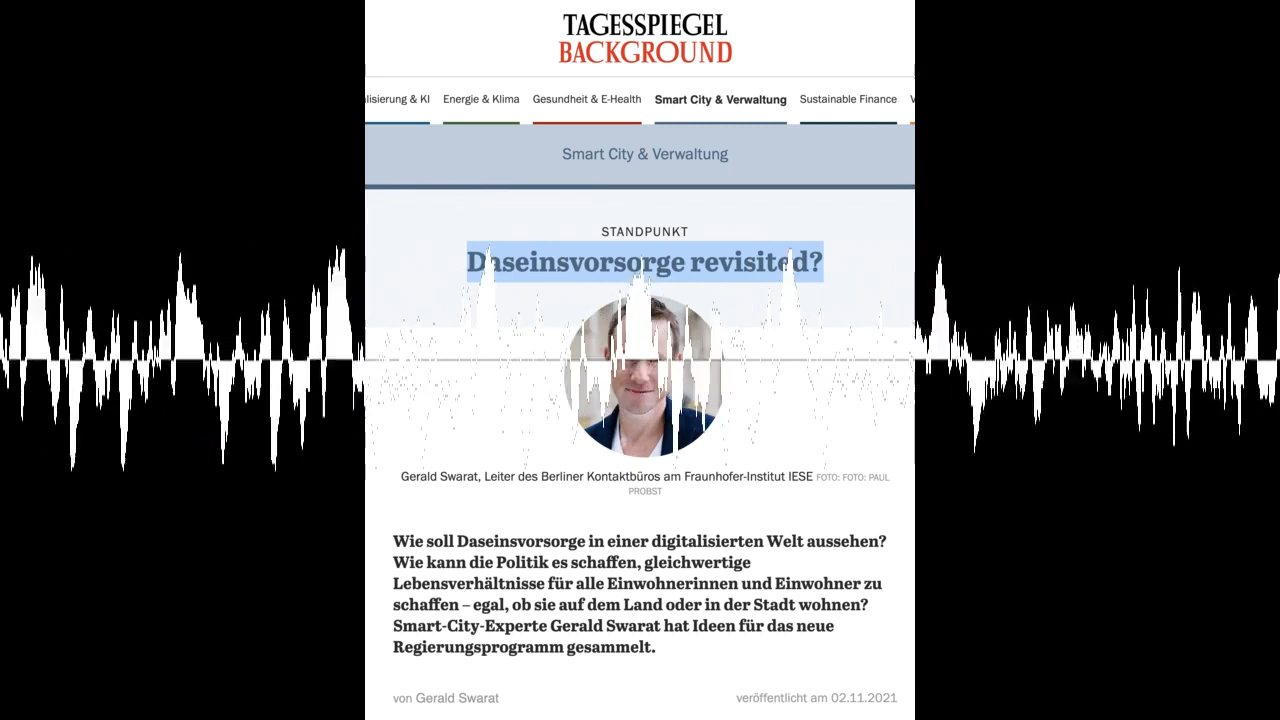 TAGESSPIEGEL
BACKGROUND
lisierung & KI Energie & Klima Gesundheit & E-Health Smart City & Verwaltung Sustainable Finance
Smart City & Verwaltung
STANDPUNKT
Daseinsvorsorge revisited?
Gerald Swarat, Leiter des Berliner Kontaktbüros am Fraunhofer-Institut IESE FOTO: FOTO: PAUL
PROBST
Wie soll Daseinsvorsorge in einer digitalisierten Welt aussehen?
Wie kann die Politik es schaffen, gleichwertige
Lebensverhältnisse für alle Einwohnerinnen und Einwohner zu
schaffen – egal, ob sie auf dem Land oder in der Stadt wohnen?
Smart-City-Experte Gerald Swarat hat Ideen für das neue
Regierungsprogramm gesammelt.
von Gerald Swarat veröffentlicht am 02.11.2021